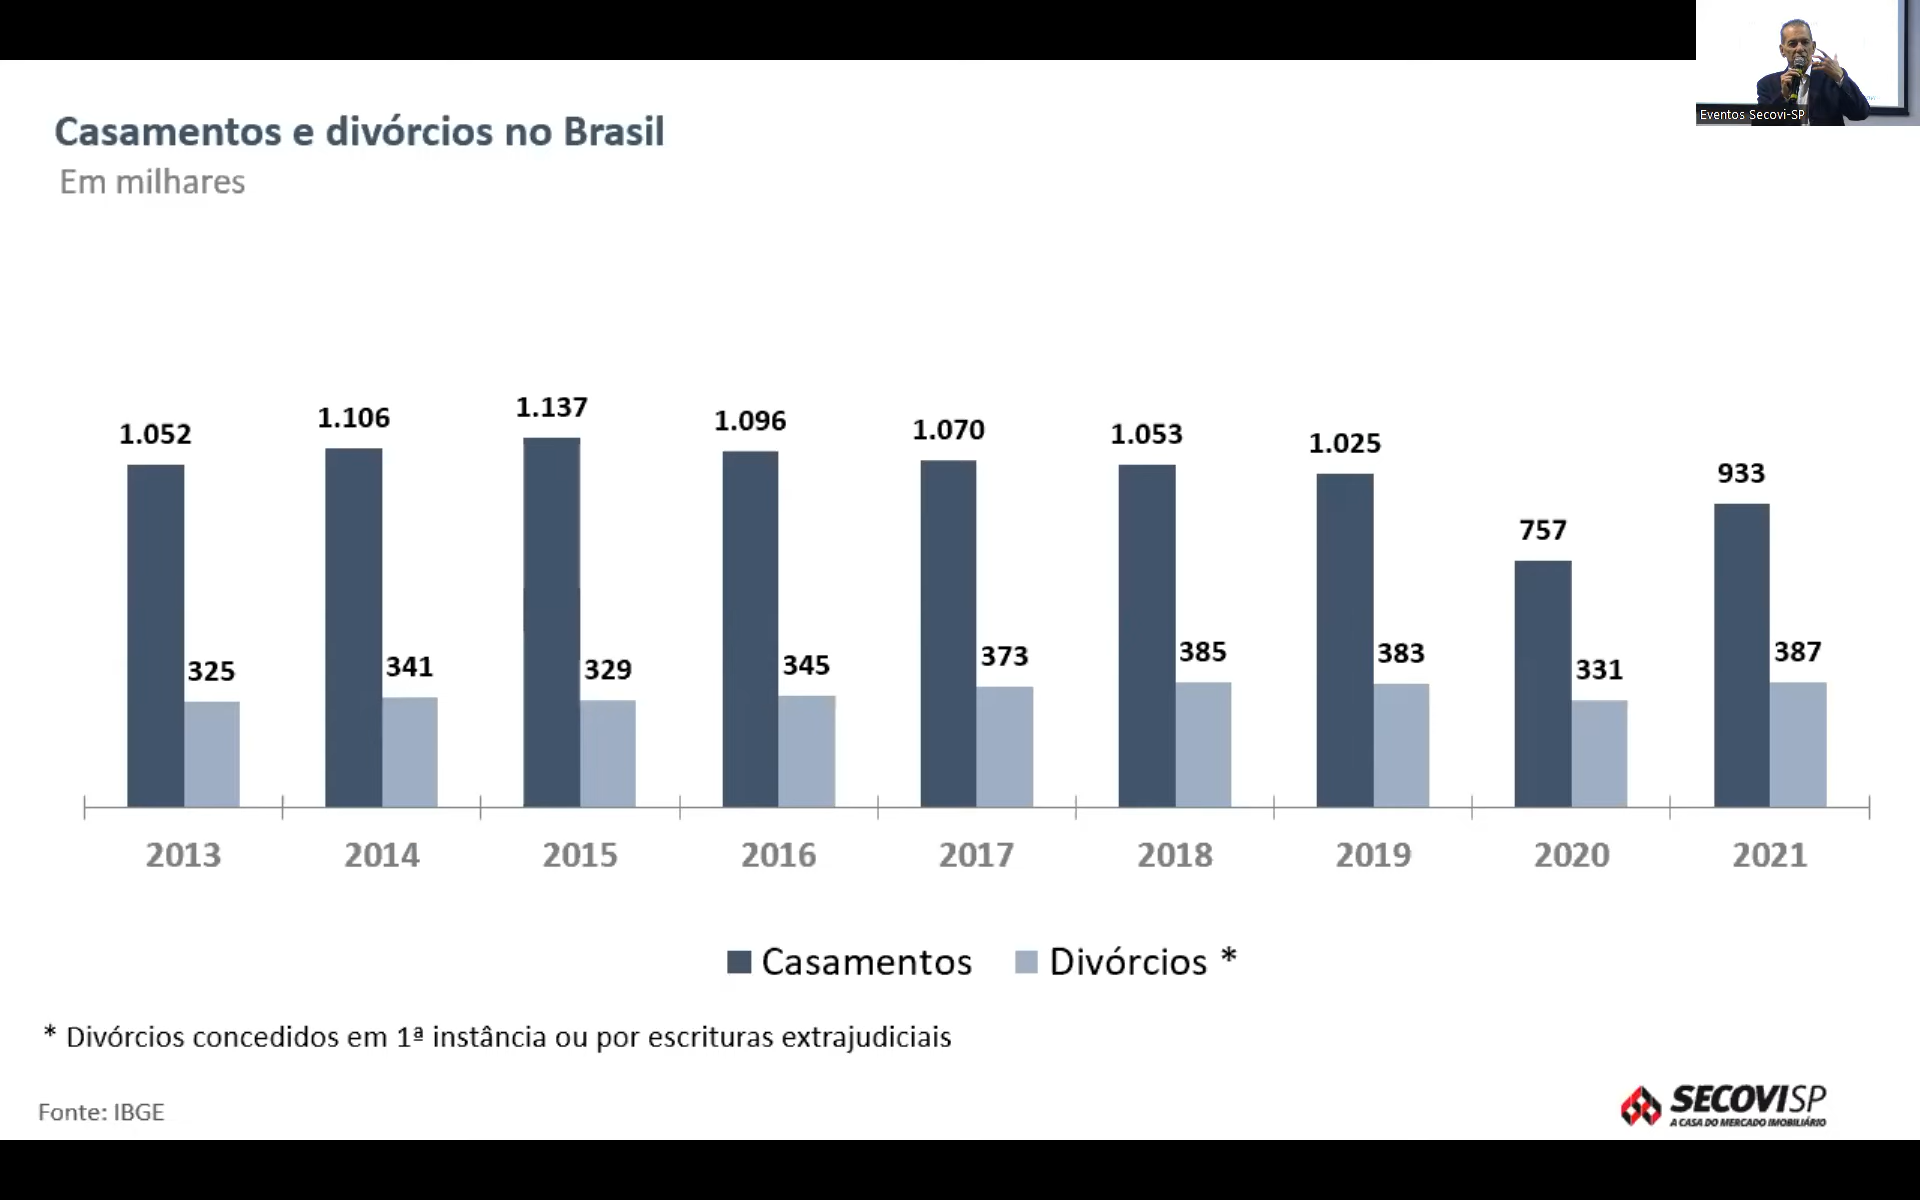 Eventos Secovi-SP
Casamentos e divórcios no Brasil
Em milhares
1.052 1.106 1.137 1.096 1.070 1.053 1.025 757 933
325 341 329 345 373 385 383 331 387
2013 2014 2015 2016 2017 2018 2019 2020 2021
Casamentos Divórcios *
* Divórcios concedidos em 1ª instância ou por escrituras extrajudiciais
Fonte: IBGE
SECOVISP
A CASA DO MERCADO IMOBILIÁRIO